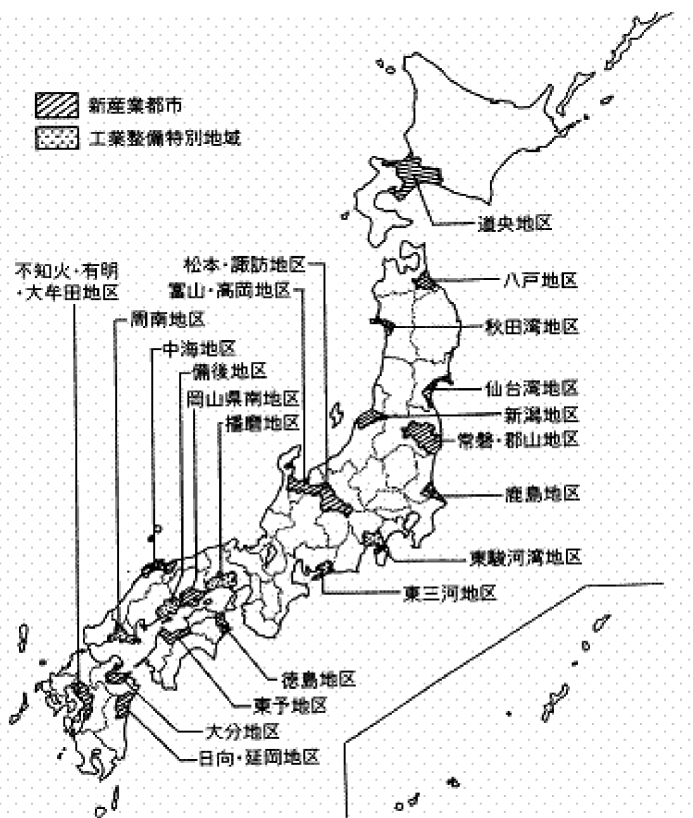 新産業都市
工業整備特別地域
道央地区
八戸地区
秋田湾地区
仙台湾地区
新潟地区
常磐・郡山地区
鹿島地区
東駿河湾地区
東三河地区
松本・諏訪地区
富山・高岡地区
不知火・有明
・大牟田地区
周南地区
中海地区
備後地区
岡山県南地区
播磨地区
徳島地区
東予地区
大分地区
日向・延岡地区